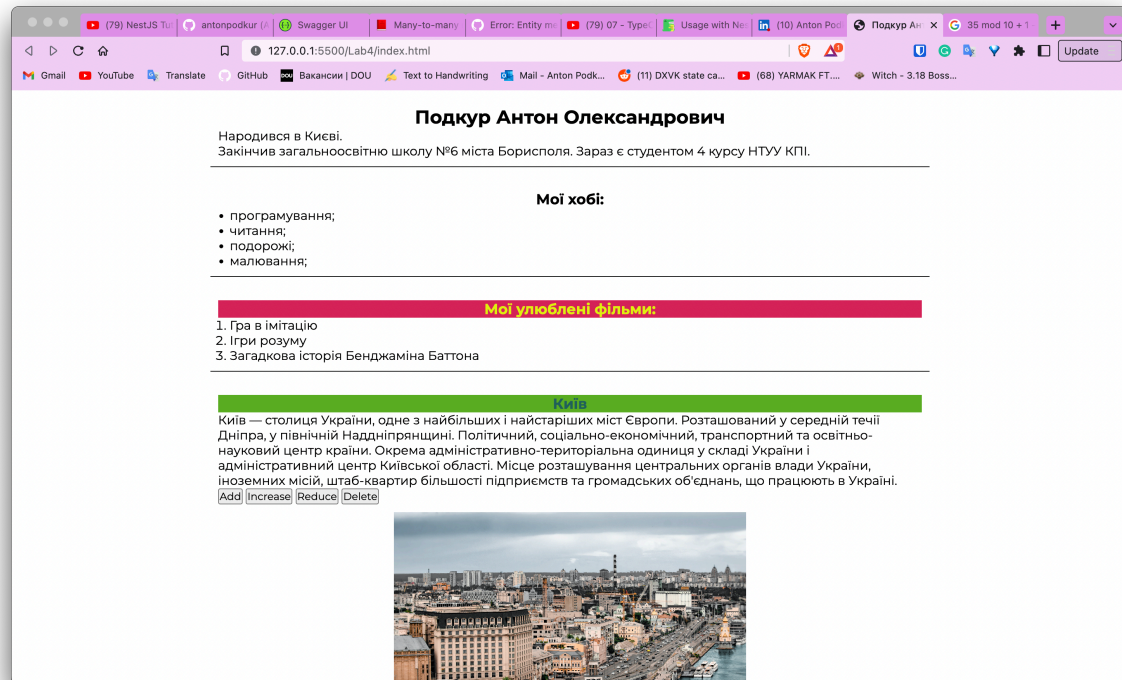 (79) NestJS Tut
antonpodkur (A
Swagger UI
Many-to-many
Error: Entity me
(79) 07 - TypeO
Usage with Nes
(10) Anton Pod
Подкур Ан
35 mod 10 + 1
127.0.0.1:5500/Lab4/index.html
1
Update
Gmail
YouTube
Translate
GitHub
DOU Вакансии | DOU
Text to Handwriting
Mail - Anton Podk...
(11) DXVK state ca...
(68) YARMAK FT....
Witch - 3.18 Boss...
Подкур Антон Олександрович
Народився в Києві.
Закінчив загальноосвітню школу №6 міста Борисполя. Зараз є студентом 4 курсу НТУУ КПІ.
Мої хобі:
• програмування;
• читання;
• подорожі;
• малювання;
Мої улюблені фільми:
1. Гра в імітацію
2. Ігри розуму
3. Загадкова історія Бенджаміна Баттона
Київ
Київ — столиця України, одне з найбільших і найстаріших міст Європи. Розташований у середній течії
Дніпра, у північній Наддніпрянщині. Політичний, соціально-економічний, транспортний та освітньо-
науковий центр країни. Окрема адміністративно-територіальна одиниця у складі України і
адміністративний центр Київської області. Місце розташування центральних органів влади України,
іноземних місій, штаб-квартир більшості підприємств та громадських об'єднань, що працюють в Україні.
Add Increase Reduce Delete